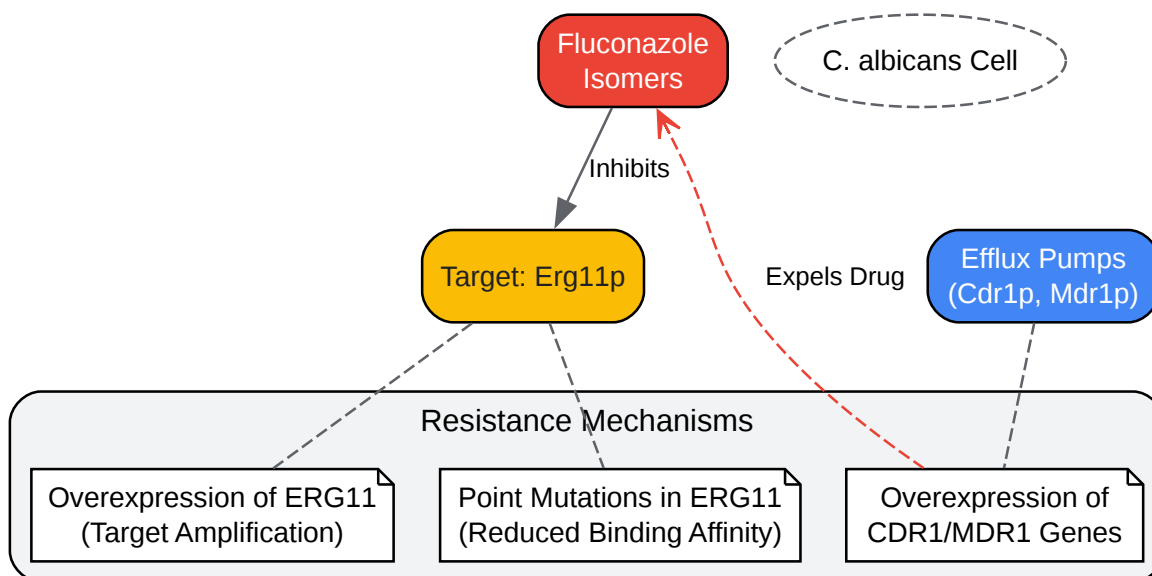 Fluconazole
Isomers
C. albicans Cell
Inhibits
Target: Erg11p
Expels Drug
Efflux Pumps
(Cdr1p, Mdr1p)
Resistance Mechanisms
Overexpression of ERG11
(Target Amplification)
Point Mutations in ERG11
(Reduced Binding Affinity)
Overexpression of
CDR1/MDR1 Genes